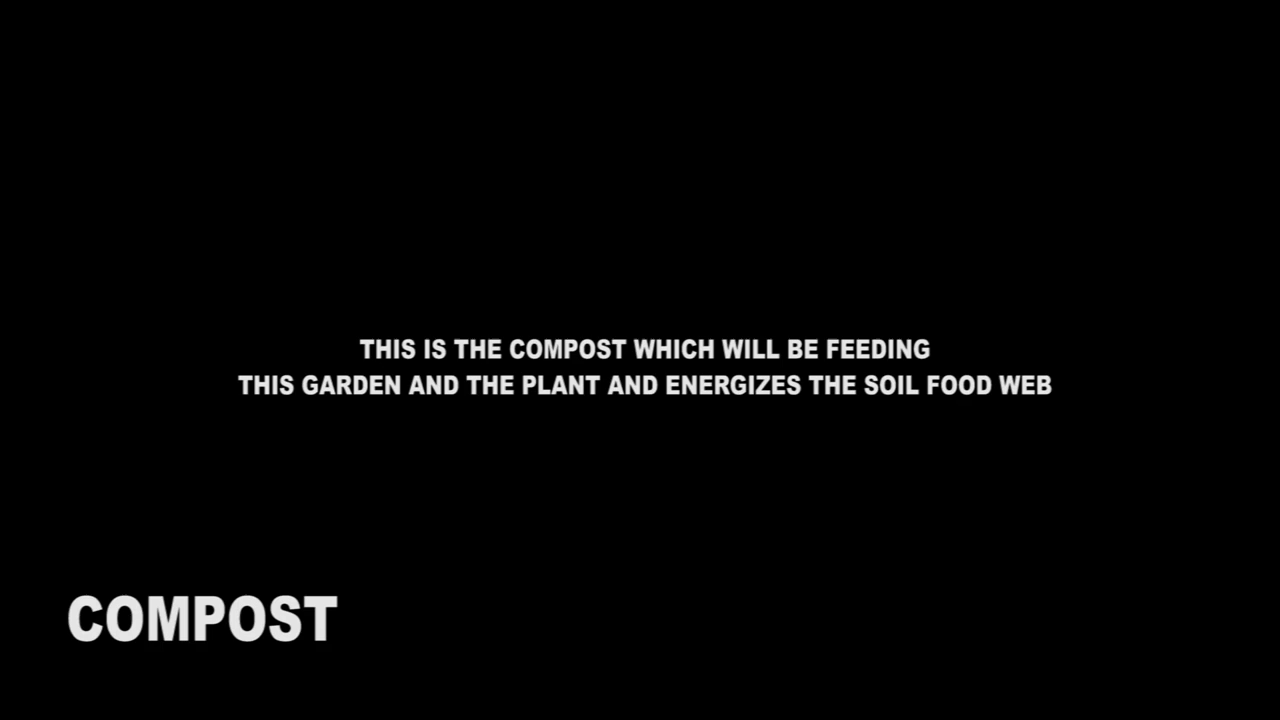 THIS IS THE COMPOST WHICH WILL BE FEEDING
THIS GARDEN AND THE PLANT AND ENERGIZES THE SOIL FOOD WEB
COMPOST